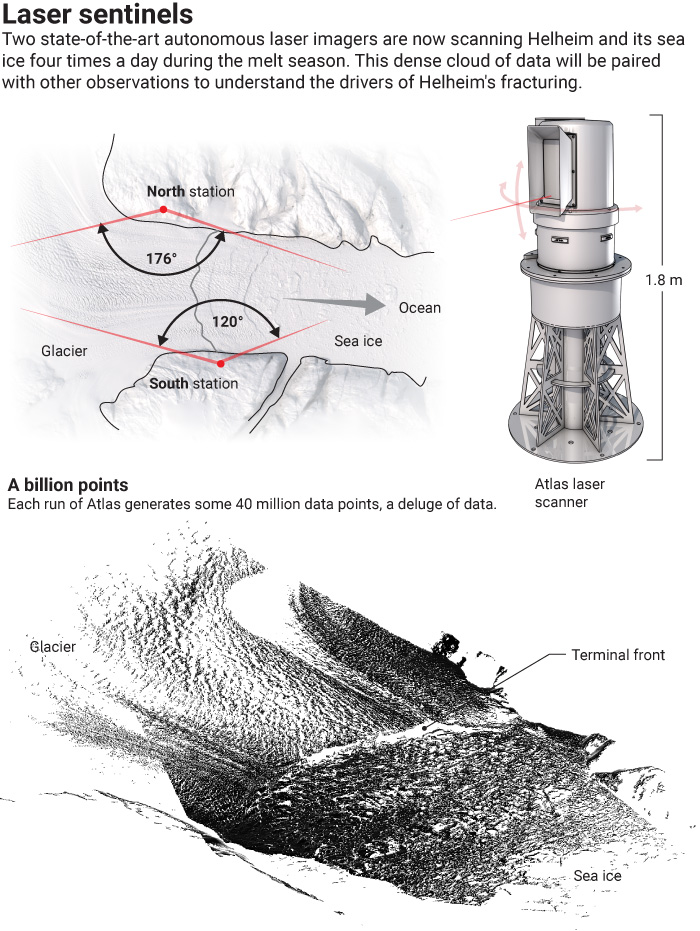 Laser sentinels
Two state-of-the-art autonomous laser imagers are now scanning Helheim and its sea
ice four times a day during the melt season. This dense cloud of data will be paired
with other observations to understand the drivers of Helheim's fracturing.
North station
176°
120°
Ocean
Sea ice
Glacier
South station
1.8 m
Atlas laser
scanner
A billion points
Each run of Atlas generates some 40 million data points, a deluge of data.
Glacier
Terminal front
Sea ice